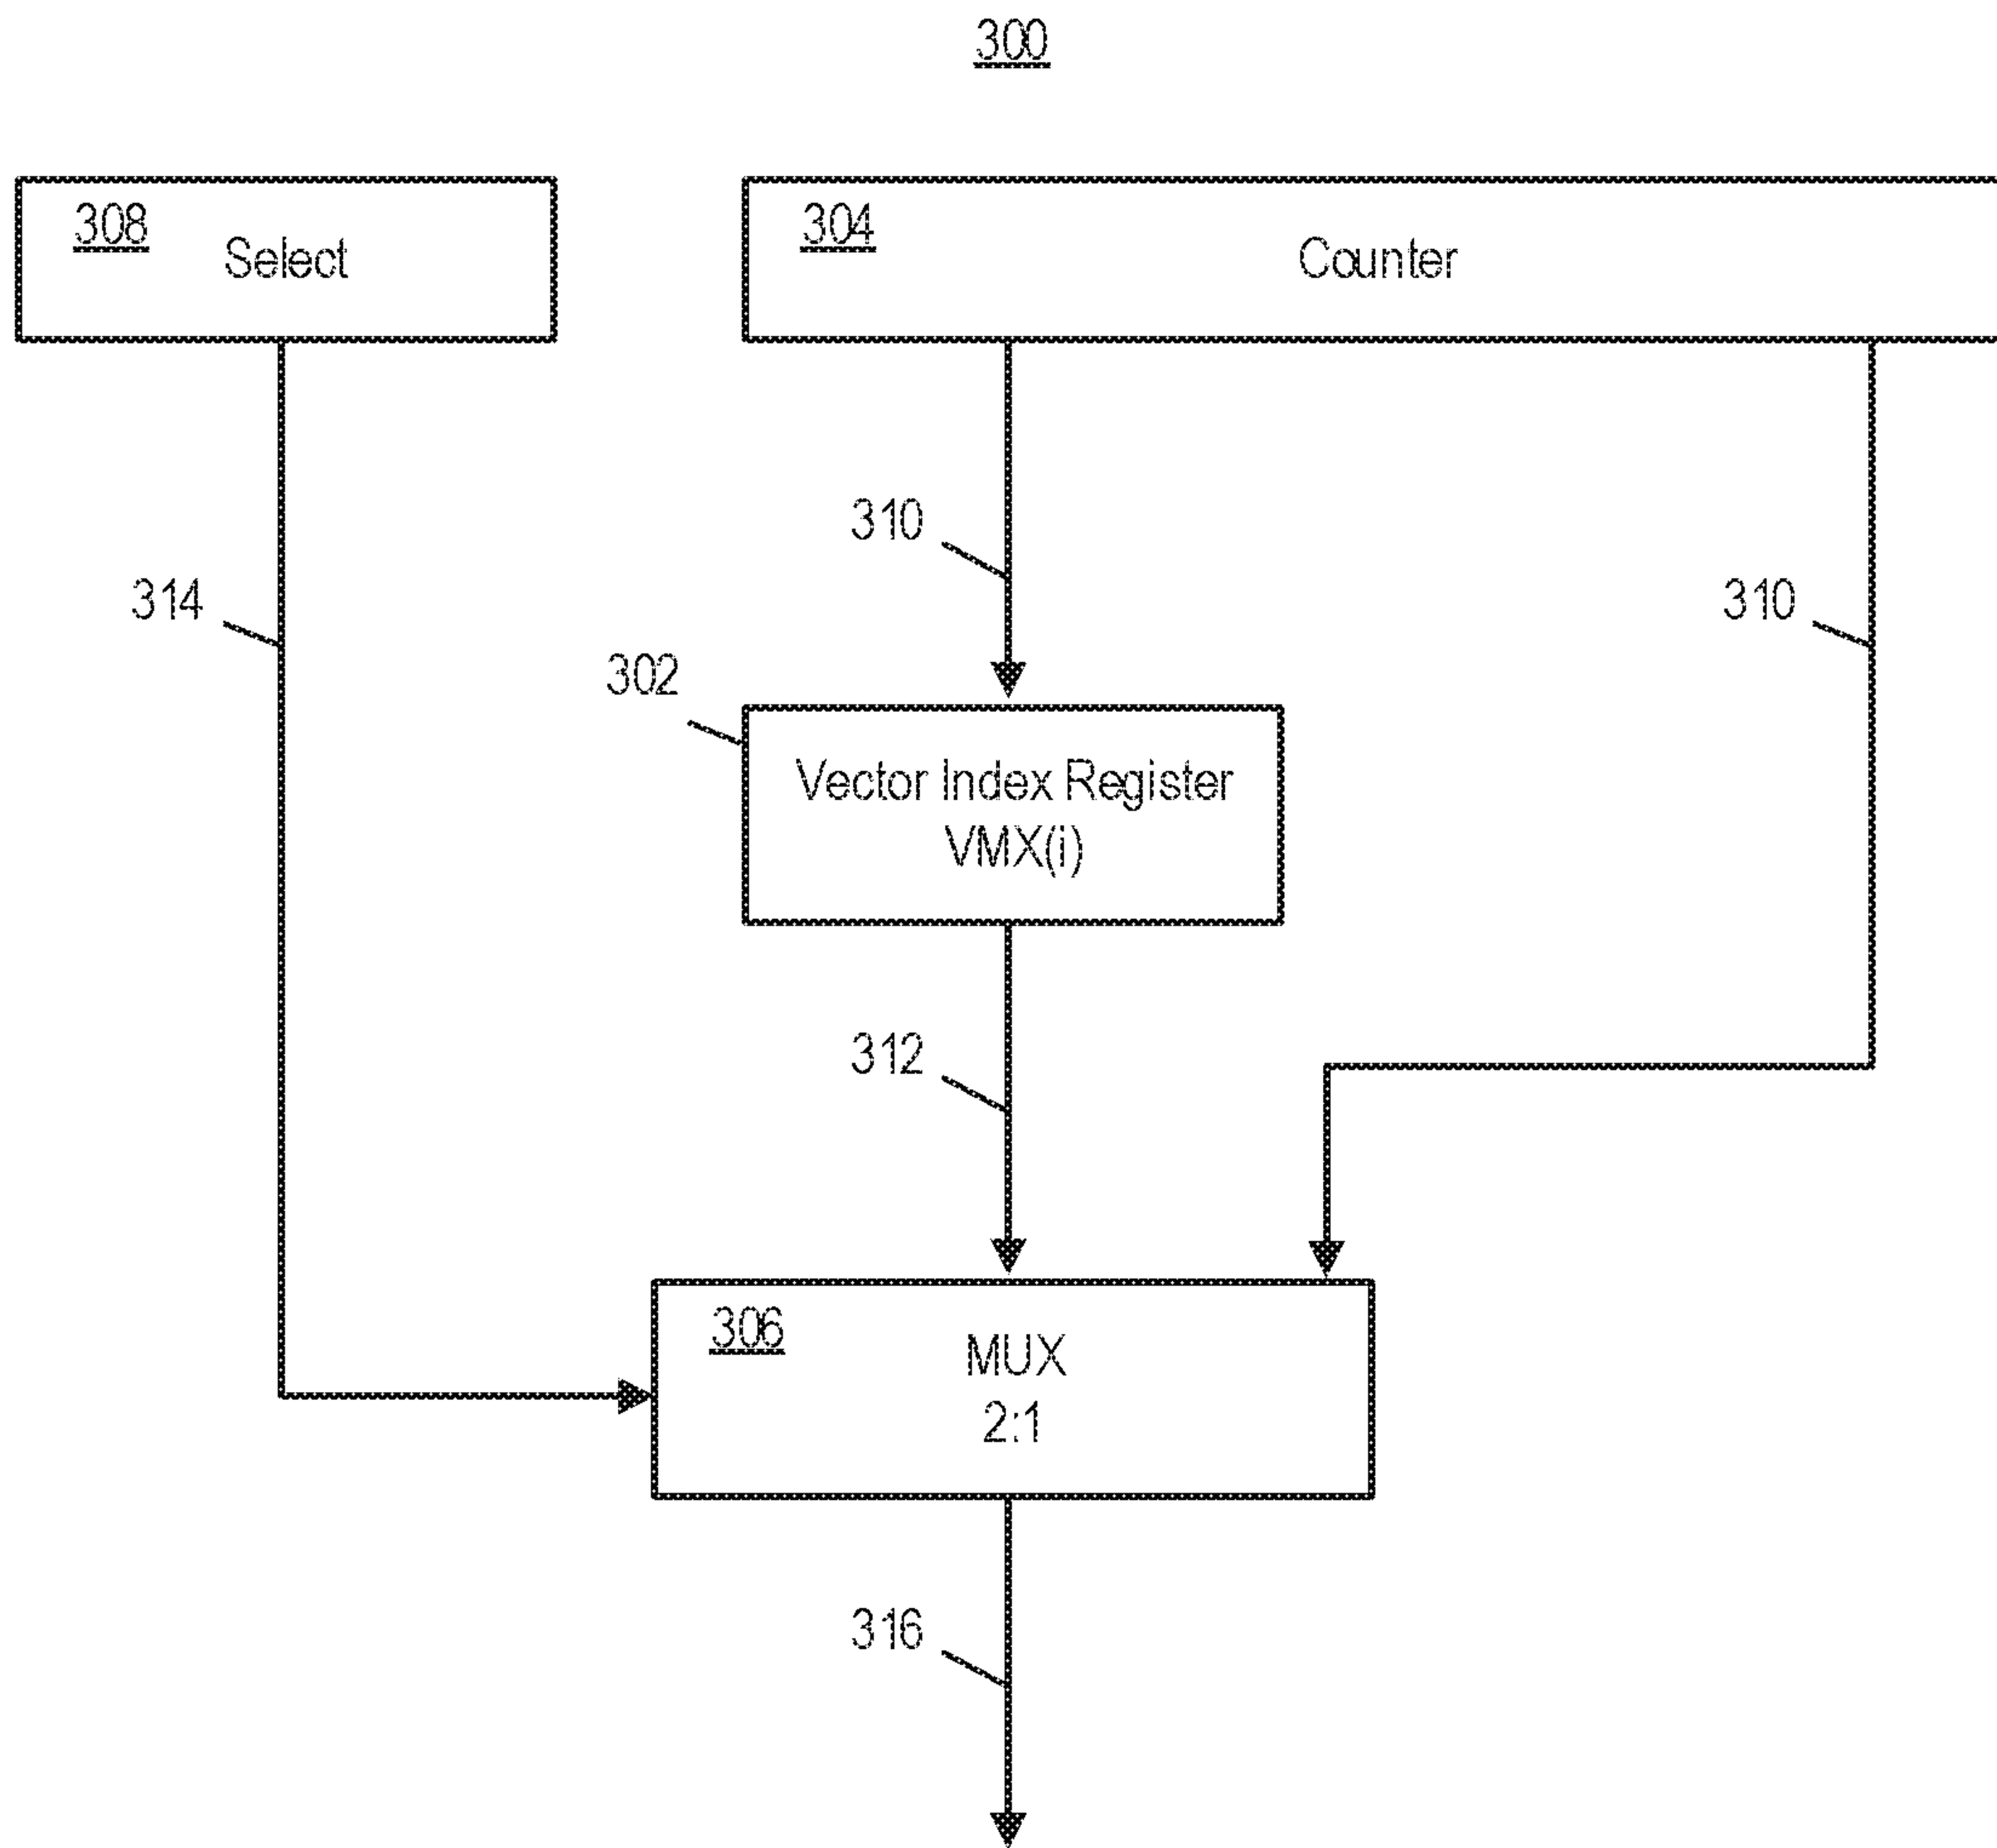 300
308
Select
304
Counter
310
314
310
302
Vector Index Register
VMX(i)
312
306
MUX
2:1
316